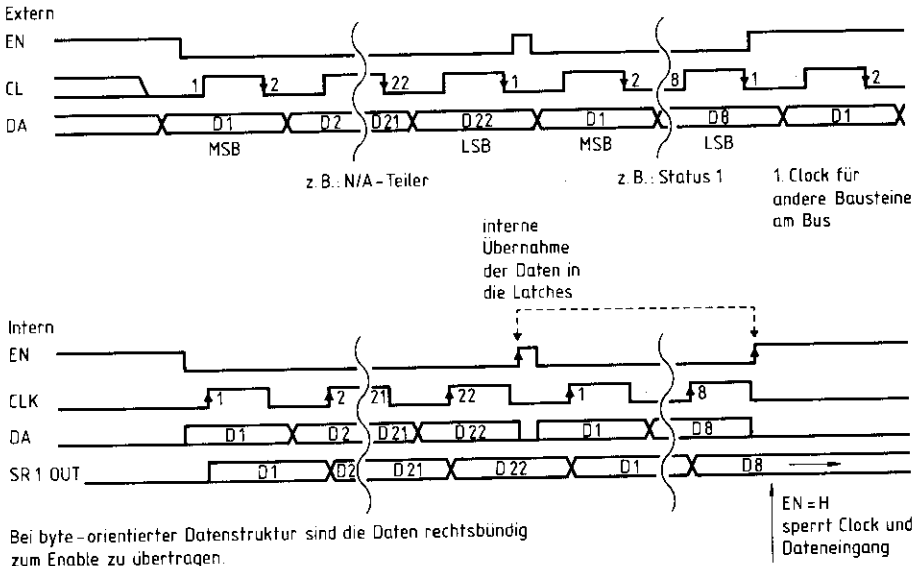 Extern
EN
CL 1 2 22 1 2 8 1 2
DA D1 D2 D21 D22 D1 D8 D1
MSB LSB MSB LSB
z. B.: N/A-Teiler z. B.: Status 1 1. Clock für
andere Bausteine
am Bus
interne
Übernahme
der Daten in
die Latches
Intern
EN
CLK 1 2 21 22 1 8
DA D1 D2 D21 D22 D1 D8
SR 1 OUT D1 D2 D21 D22 D1 D8
Bei byte-orientierter Datenstruktur sind die Daten rechtsbündig
zum Enable zu übertragen.
EN = H
sperrt Clock und
Dateneingang